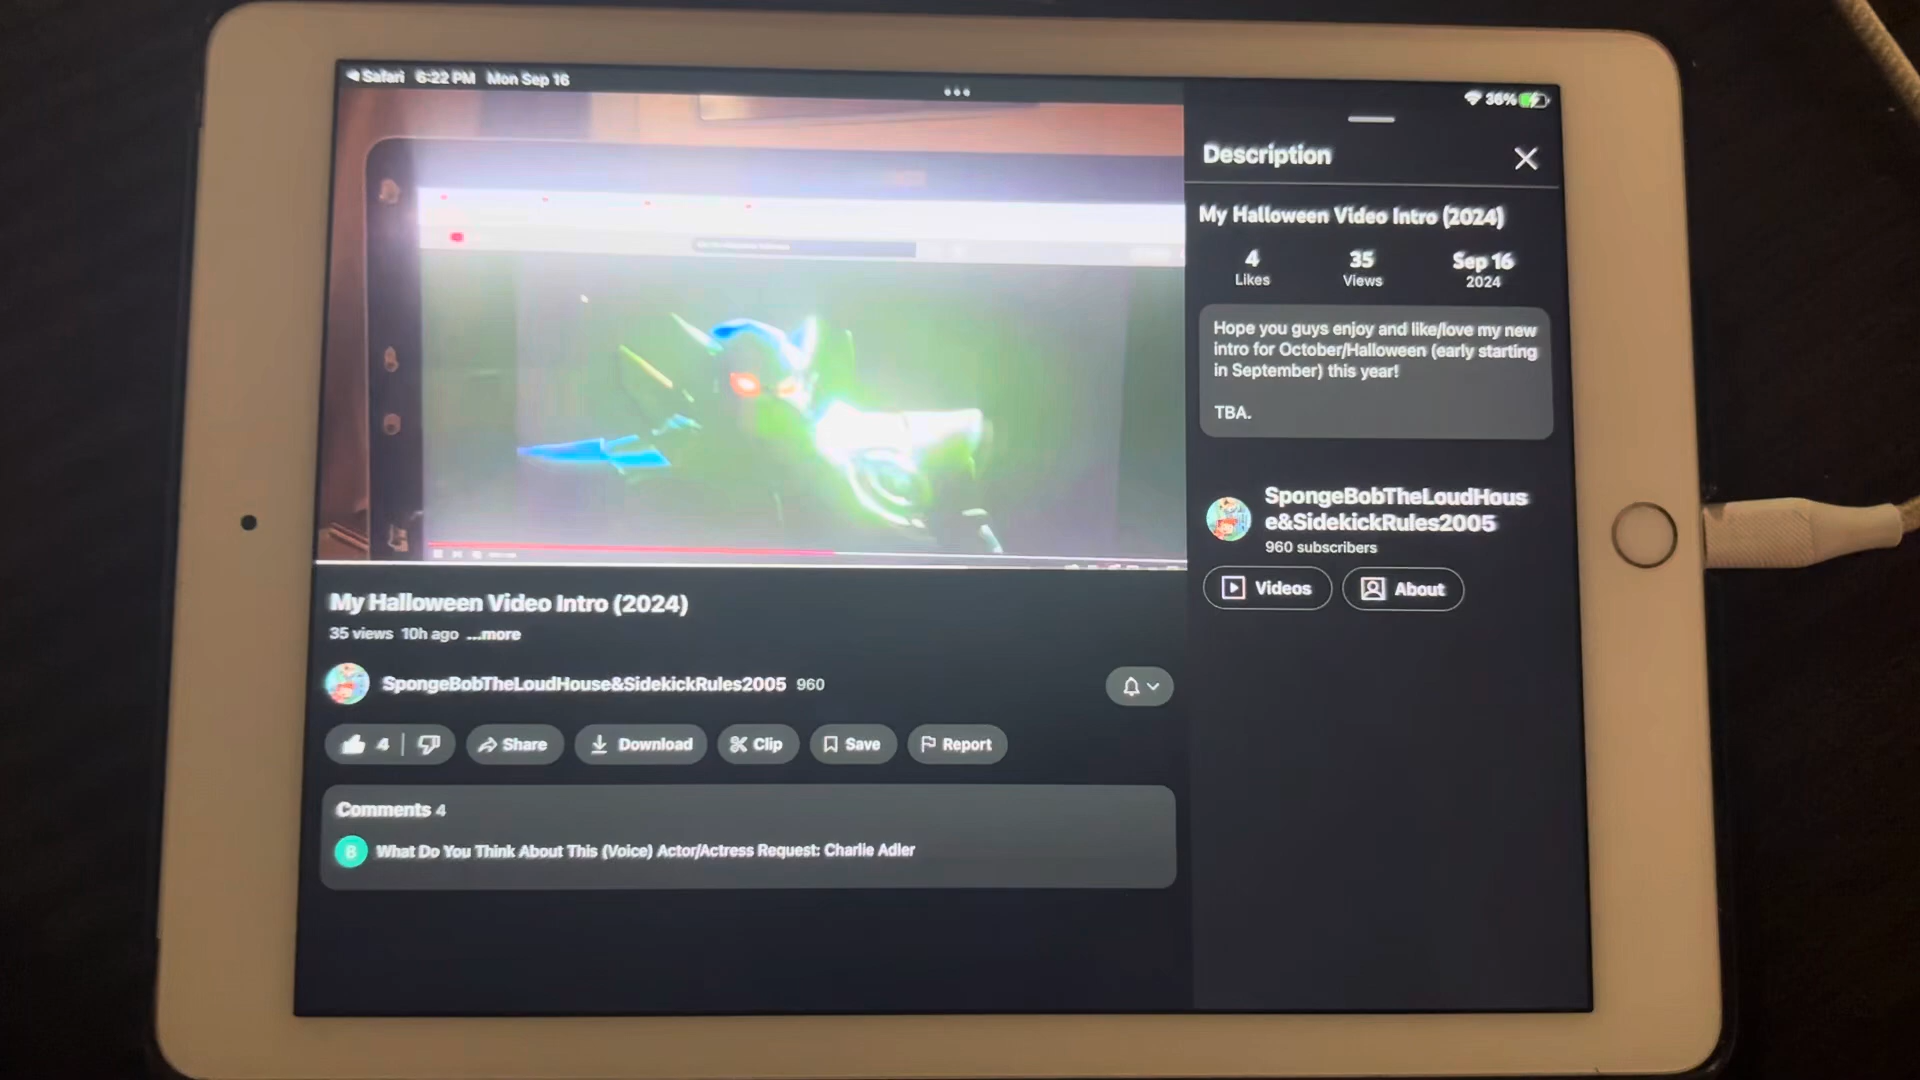 Safari 6:22 PM Mon Sep 16
36%
Description
My Halloween Video Intro (2024)
4 35 Sep 16
Likes Views 2024
Hope you guys enjoy and like/love my new
intro for October/Halloween (early starting
in September) this year!
TBA.
SpongeBobTheLoudHous
e&SidekickRules2005
960 subscribers
Videos About
My Halloween Video Intro (2024)
35 views 10h ago ...more
SpongeBobTheLoudHouse&SidekickRules2005 960
4 Share Download Clip Save Report
Comments 4
B What Do You Think About This (Voice) Actor/Actress Request: Charlie Adler